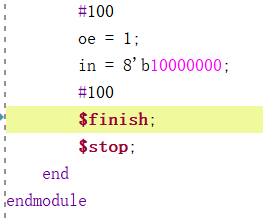 #100
oe = 1;
in = 8'b10000000;
#100
$finish;
$stop;
end
endmodule